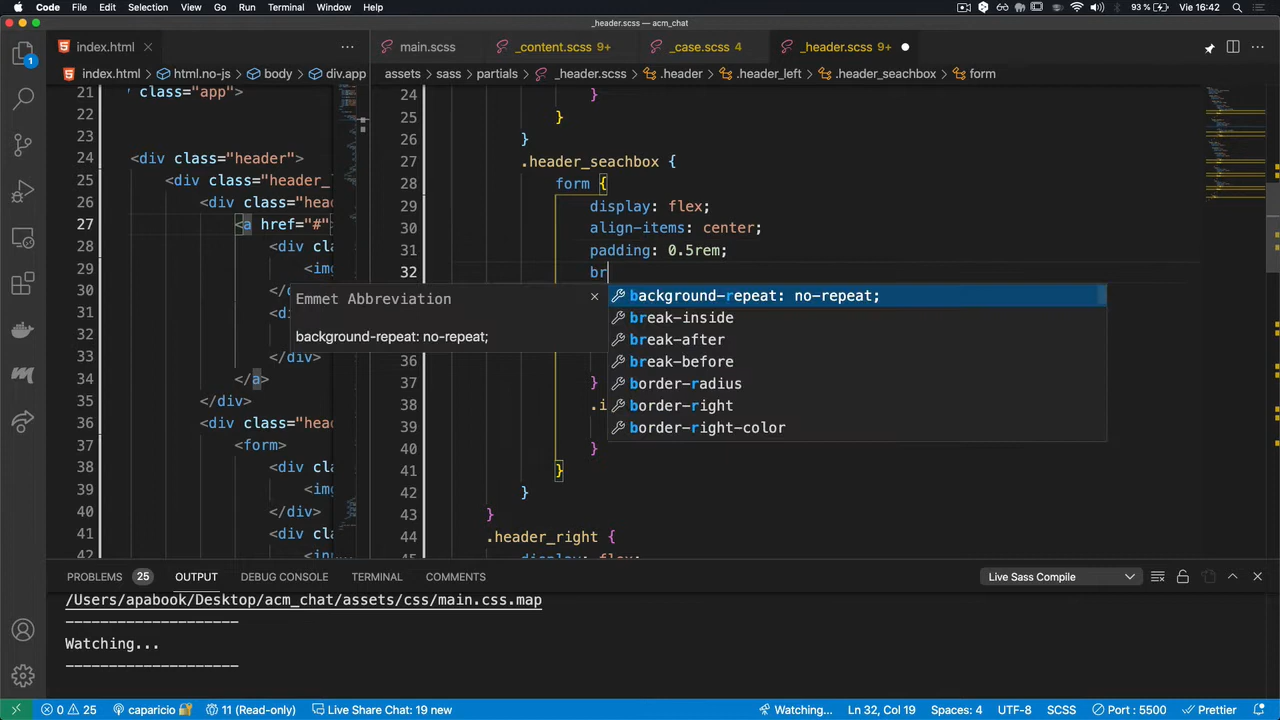 Code File Edit Selection View Go Run Terminal Window Help 93 % Vie 16:42
_header.scss — acm_chat
index.html main.scss _content.scss 9+ _case.scss 4 _header.scss 9+
index.html html.no-js body div.app assets sass partials _header.scss .header .header_left .header_seachbox form
21 class="app">
22
23
24 <div class="header">
25 <div class="header_
26 <div class="hea
27 <a href="#"
28 <div cla
29 <im
30 </
31 <di
32
33 </div>
34 </a>
35 </div>
36 <div class="hea
37 <form>
38 <div cla
39 <im
40 </div>
41 <div cla
42 <in
24 }
25 }
26 }
27 .header_seachbox {
28 form {
29 display: flex;
30 align-items: center;
31 padding: 0.5rem;
32 br
36
37 }
38 .i
39
40 }
41 }
42 }
43 }
44 .header_right {
45 display: flex;
Emmet Abbreviation
background-repeat: no-repeat;
background-repeat: no-repeat;
break-inside
break-after
break-before
border-radius
border-right
border-right-color
PROBLEMS 25 OUTPUT DEBUG CONSOLE TERMINAL COMMENTS Live Sass Compile
/Users/apabook/Desktop/acm_chat/assets/css/main.css.map
--------------------
Watching...
--------------------
0 25 caparicio 11 (Read-only) Live Share Chat: 19 new Watching... Ln 32, Col 19 Spaces: 4 UTF-8 SCSS Port : 5500 Prettier
1